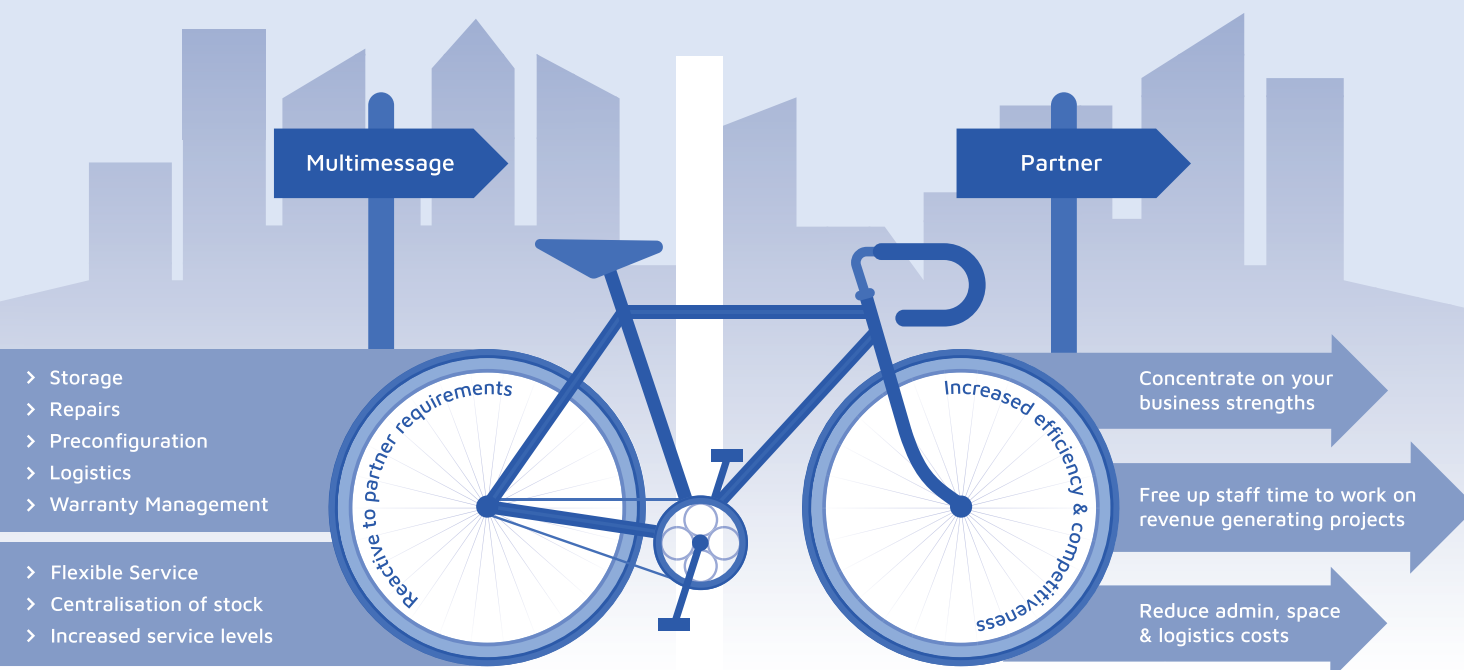 Multimessage
Partner
Storage
Repairs
Preconfiguration
Logistics
Warranty Management
Flexible Service
Centralisation of stock
Increased service levels
Reactive to partner requirements
Increased efficiency & competitiveness
Concentrate on your
business strengths
Free up staff time to work on
revenue generating projects
Reduce admin, space
& logistics costs